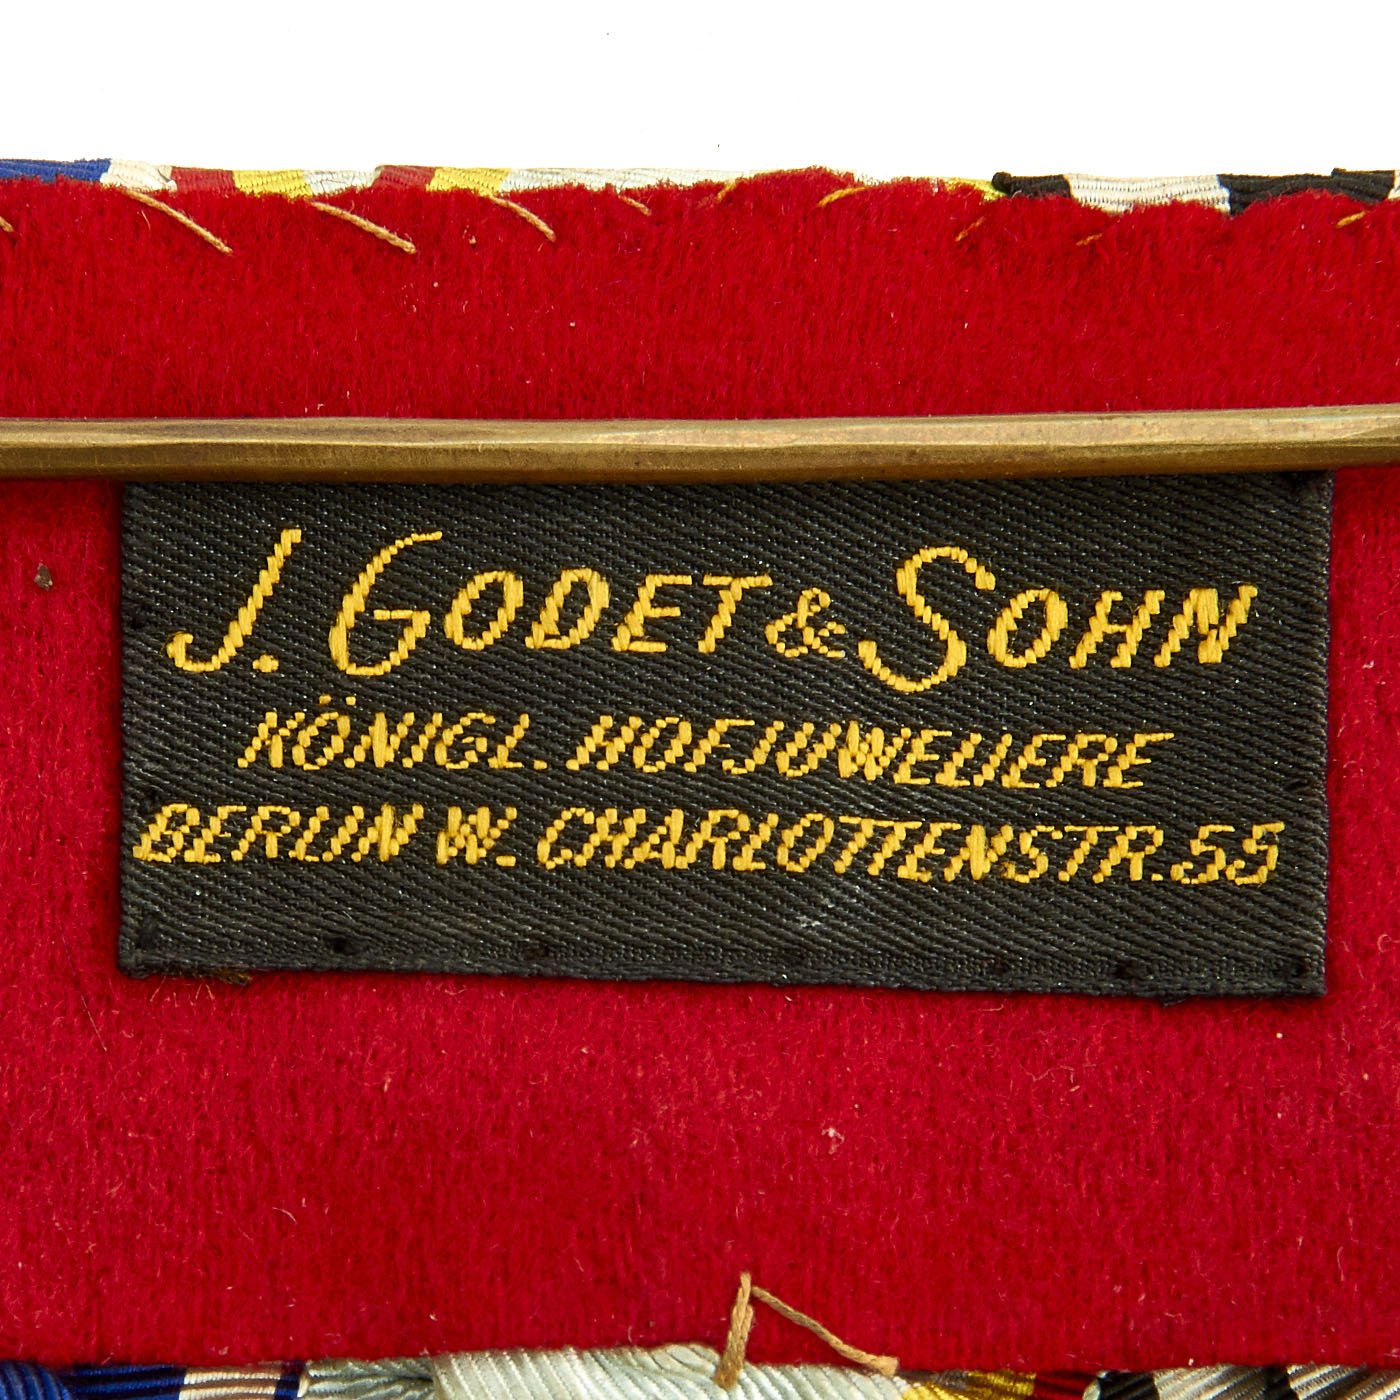 J. GODET & SOHN
KÖNIGL. HOFJUWELIERE
BERLIN W. CHARLOTTENSTR. 55